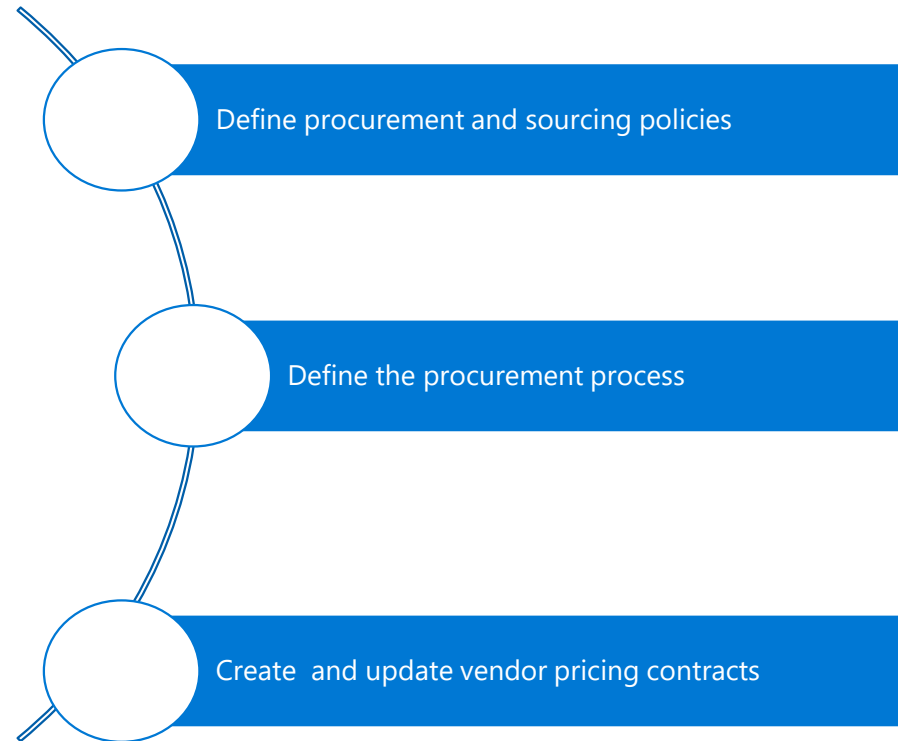 Define procurement and sourcing policies
Define the procurement process
Create  and update vendor pricing contracts